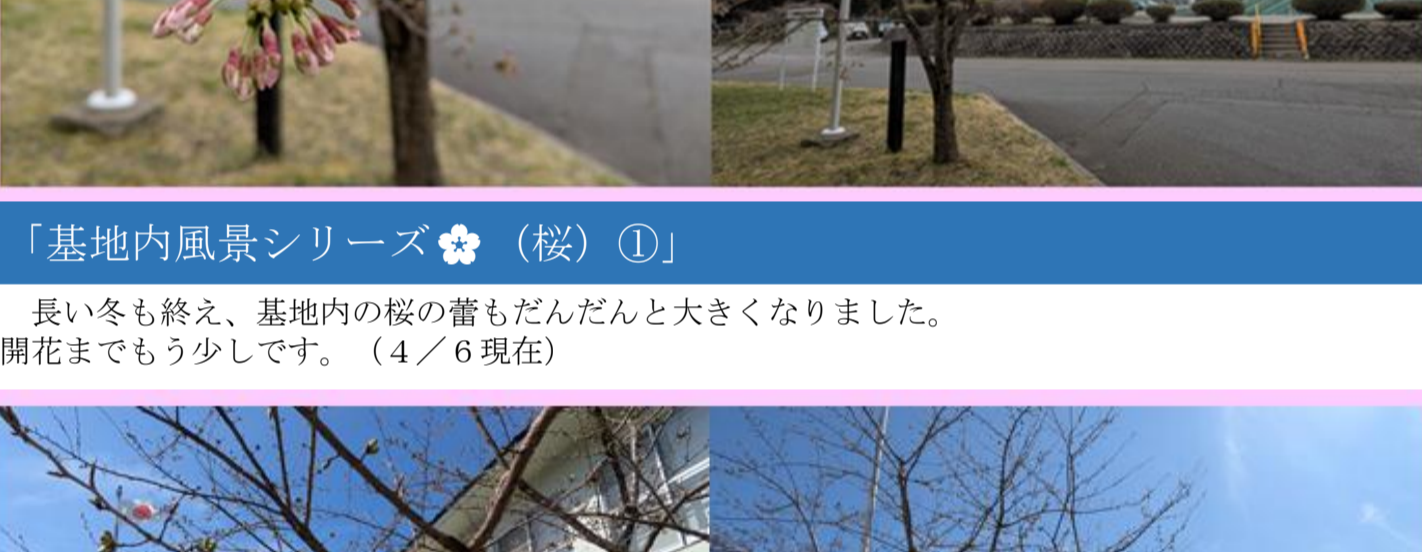 「基地内風景シリーズ🌸（桜）①」
長い冬も終え、基地内の桜の蕾もだんだんと大きくなりました。
開花までもう少しです。（４／６現在）